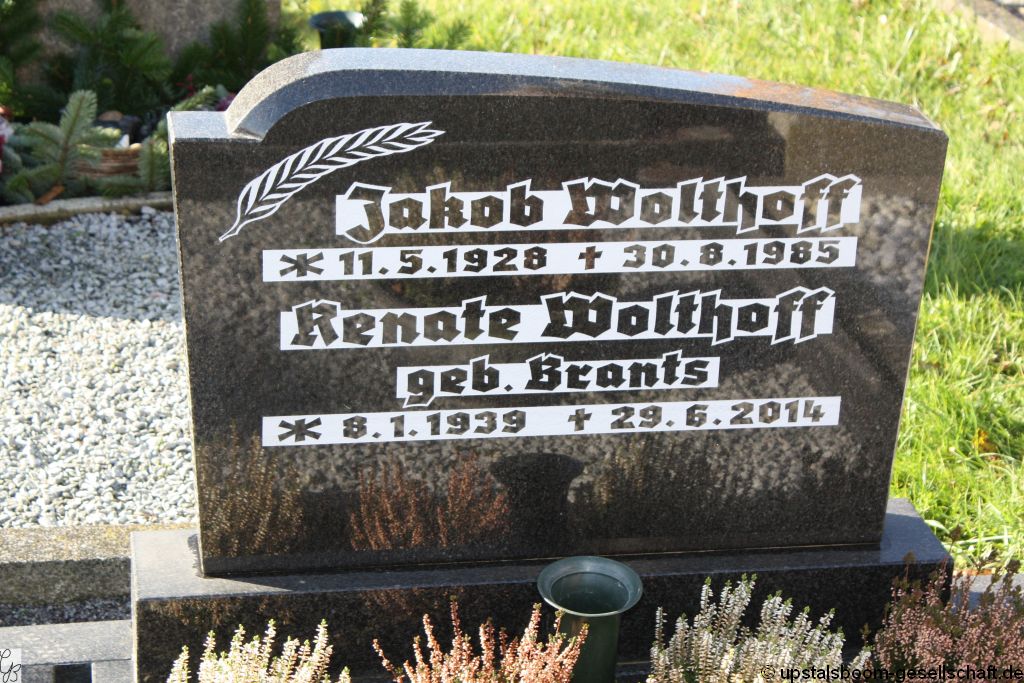 Jakob Wolthoff
* 11.5.1928 † 30.8.1985
Renate Wolthoff
geb. Brants
* 8.1.1939 † 29.6.2014
© upstalsboom-gesellschaft.de